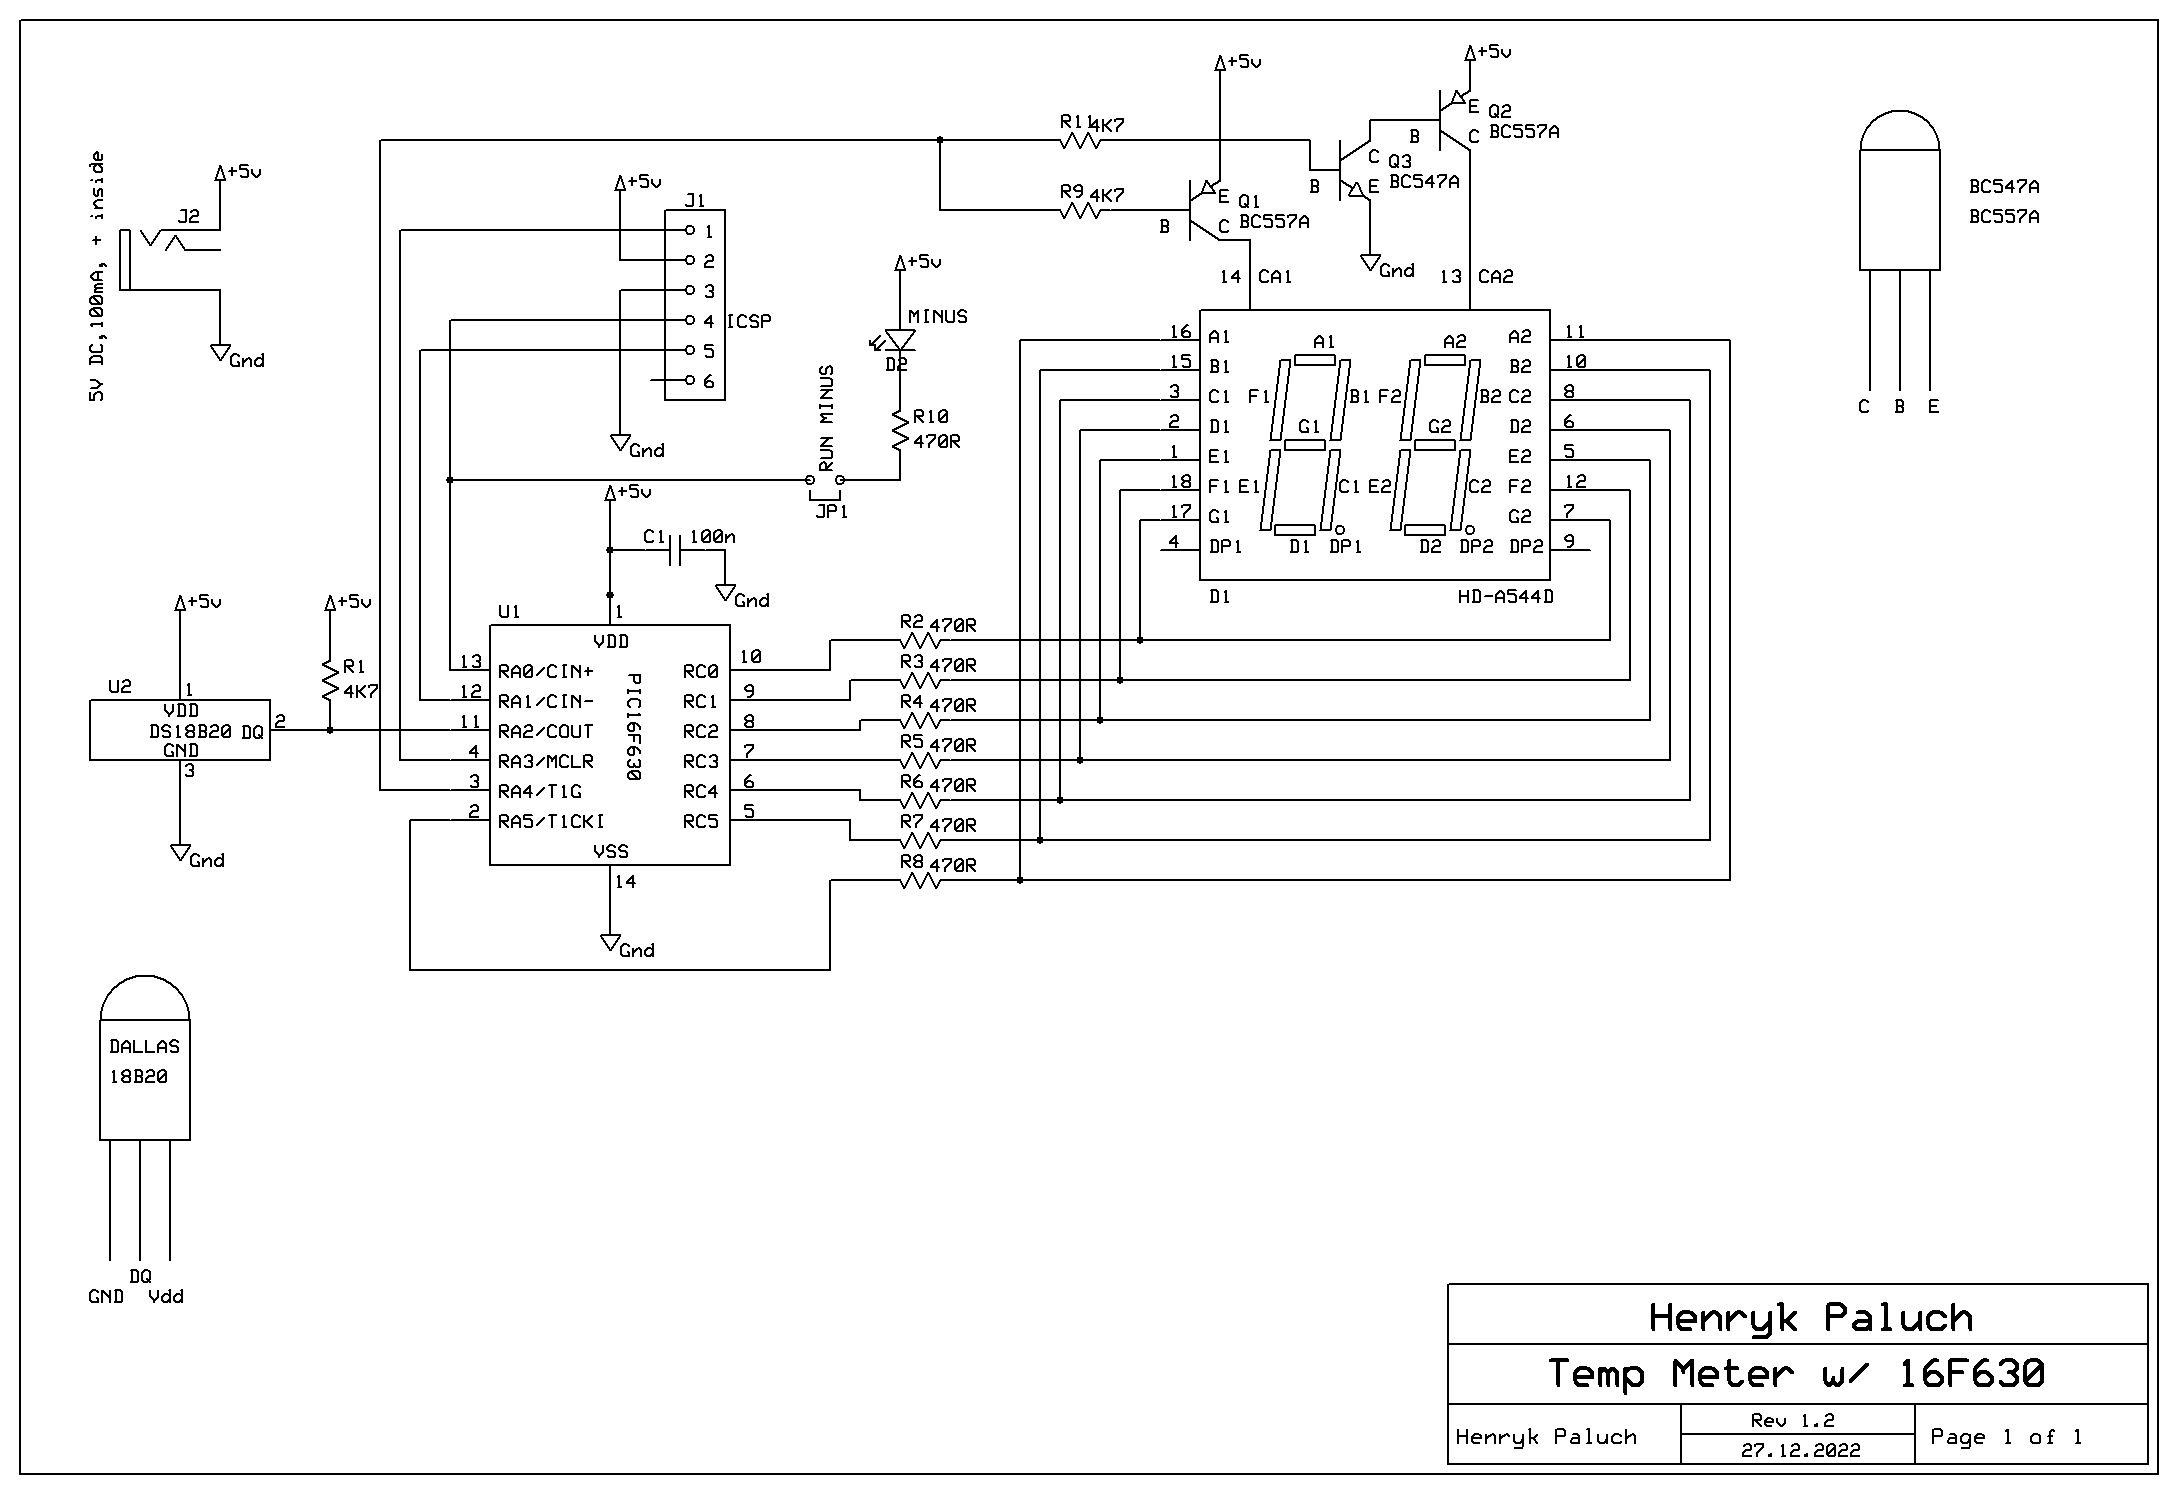 5V DC,100mA, + inside
+5v
J2
Gnd
+5v
J1
1
2
3
4
5
6
ICSP
Gnd
+5v
MINUS
D2
R10
470R
RUN MINUS
JP1
R11 4K7
R9 4K7
+5v
B
E
C
Q1
BC557A
B
C
E
Q3
BC547A
Gnd
+5v
B
E
C
Q2
BC557A
14 CA1
13 CA2
16 A1
15 B1
3 C1
2 D1
1 E1
18 F1
17 G1
4 DP1
A1
F1
B1
G1
E1
C1
D1
DP1
A2
F2
B2
G2
E2
C2
D2
DP2
A2 11
B2 10
C2 8
D2 6
E2 5
F2 12
G2 7
DP2 9
D1
HD-A544D
BC547A
BC557A
C B E
+5v
C1 100n
Gnd
U1
1
VDD
PIC16F630
13 RA0/CIN+
12 RA1/CIN-
11 RA2/COUT
4 RA3/MCLR
3 RA4/T1G
2 RA5/T1CKI
RC0 10
RC1 9
RC2 8
RC3 7
RC4 6
RC5 5
VSS
14
Gnd
R2 470R
R3 470R
R4 470R
R5 470R
R6 470R
R7 470R
R8 470R
+5v
U2
1
VDD
DS18B20 DQ
2
GND
3
Gnd
+5v
R1
4K7
DALLAS
18B20
DQ
GND Vdd
Henryk Paluch
Temp Meter w/ 16F630
Henryk Paluch
Rev 1.2
27.12.2022
Page 1 of 1